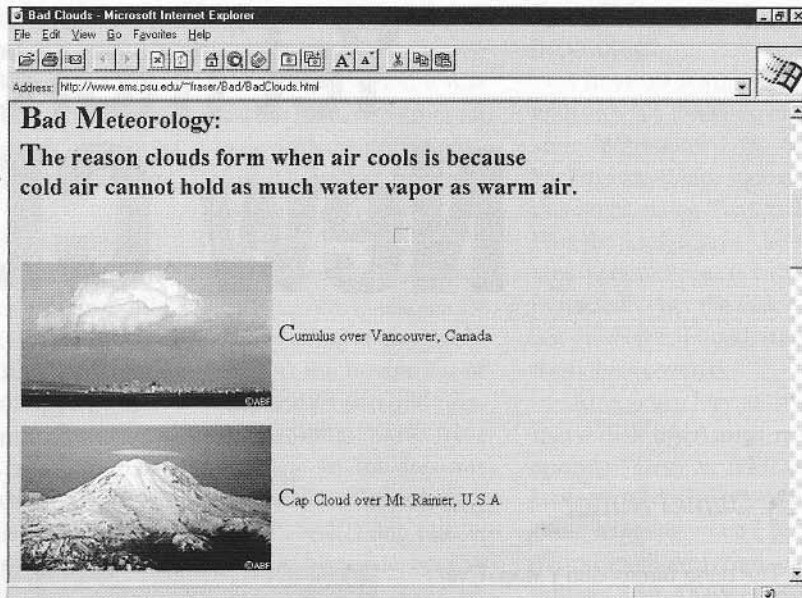 Bad Clouds - Microsoft Internet Explorer
File Edit View Go Favorites Help
A A
Address: http://www.ems.psu.edu/~fraser/Bad/BadClouds.html
Bad Meteorology:
The reason clouds form when air cools is because
cold air cannot hold as much water vapor as warm air.
Cumulus over Vancouver, Canada
©ABF
Cap Cloud over Mt. Rainier, U.S.A
©ABF